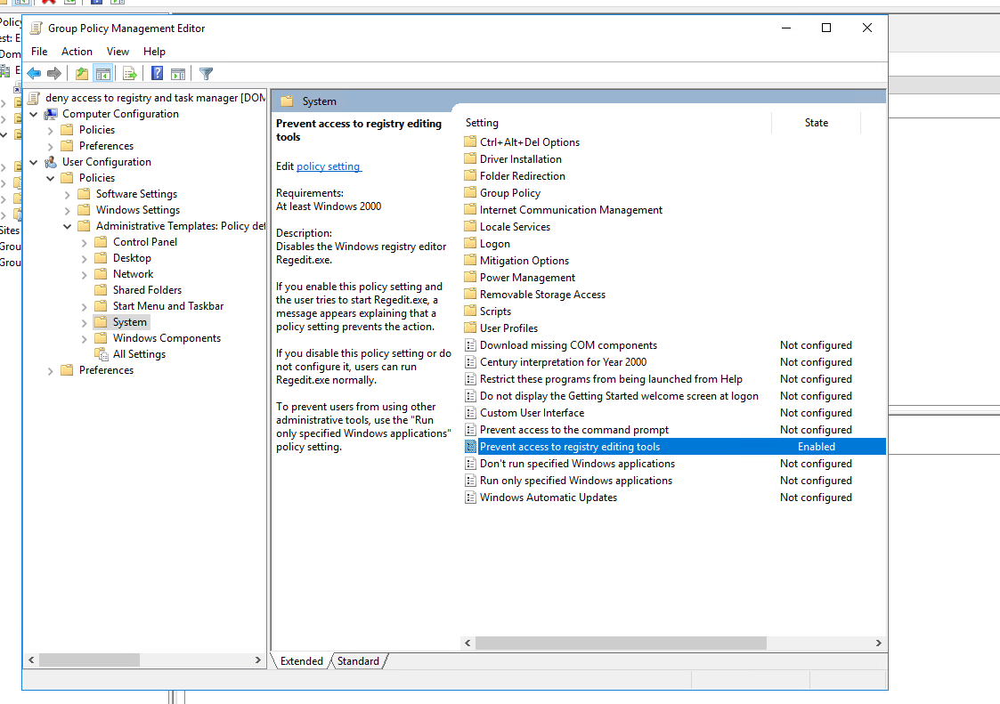 Policy
est: E
Dom
E
Sites
Grou
Grou
Group Policy Management Editor
File Action View Help
deny access to registry and task manager [DOM
Computer Configuration
Policies
Preferences
User Configuration
Policies
Software Settings
Windows Settings
Administrative Templates: Policy def
Control Panel
Desktop
Network
Shared Folders
Start Menu and Taskbar
System
Windows Components
All Settings
Preferences
System
Prevent access to registry editing
tools
Edit policy setting
Requirements:
At least Windows 2000
Description:
Disables the Windows registry editor
Regedit.exe.
If you enable this policy setting and
the user tries to start Regedit.exe, a
message appears explaining that a
policy setting prevents the action.
If you disable this policy setting or do
not configure it, users can run
Regedit.exe normally.
To prevent users from using other
administrative tools, use the "Run
only specified Windows applications"
policy setting.
Setting State
Ctrl+Alt+Del Options
Driver Installation
Folder Redirection
Group Policy
Internet Communication Management
Locale Services
Logon
Mitigation Options
Power Management
Removable Storage Access
Scripts
User Profiles
Download missing COM components Not configured
Century interpretation for Year 2000 Not configured
Restrict these programs from being launched from Help Not configured
Do not display the Getting Started welcome screen at logon Not configured
Custom User Interface Not configured
Prevent access to the command prompt Not configured
Prevent access to registry editing tools Enabled
Don't run specified Windows applications Not configured
Run only specified Windows applications Not configured
Windows Automatic Updates Not configured
Extended Standard